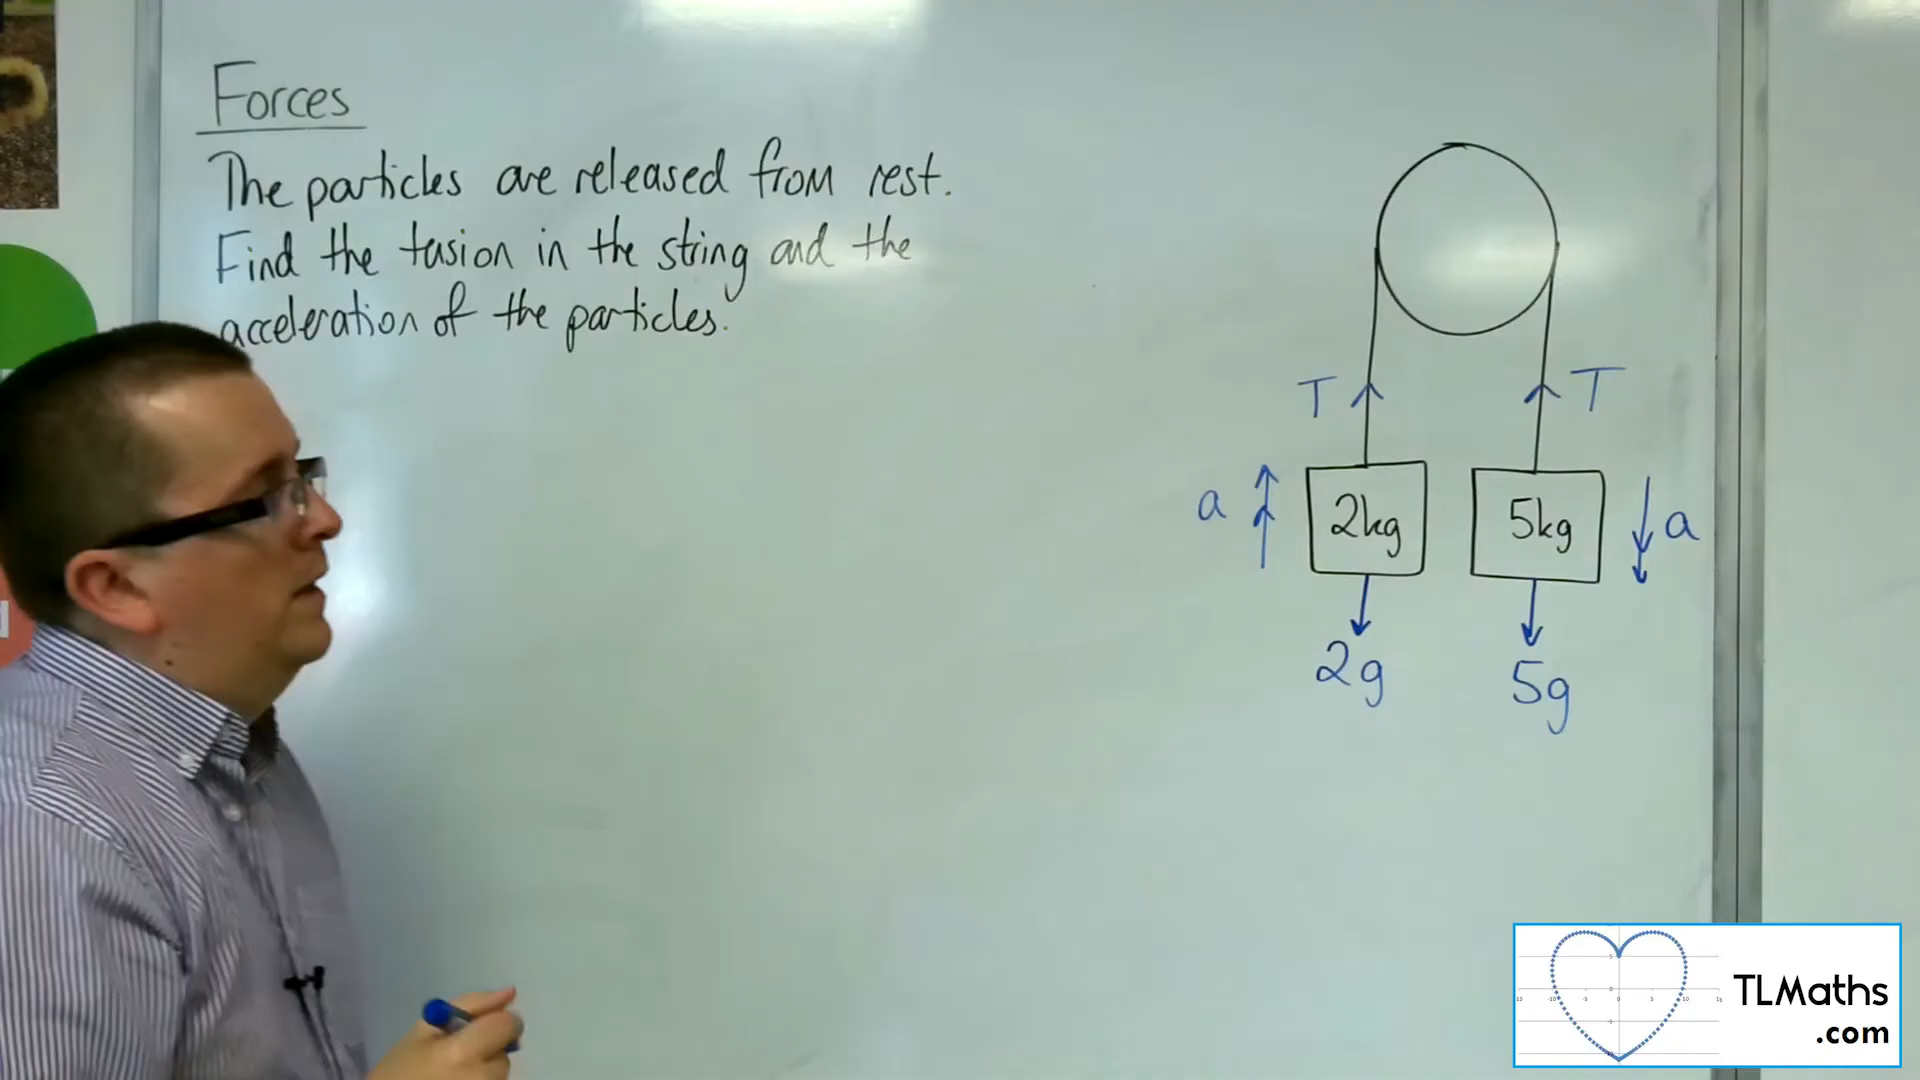 Forces
The particles are released from rest.
Find the tension in the string and the
acceleration of the particles.
T T
a 2kg 5kg a
2g 5g
TLMaths
.com